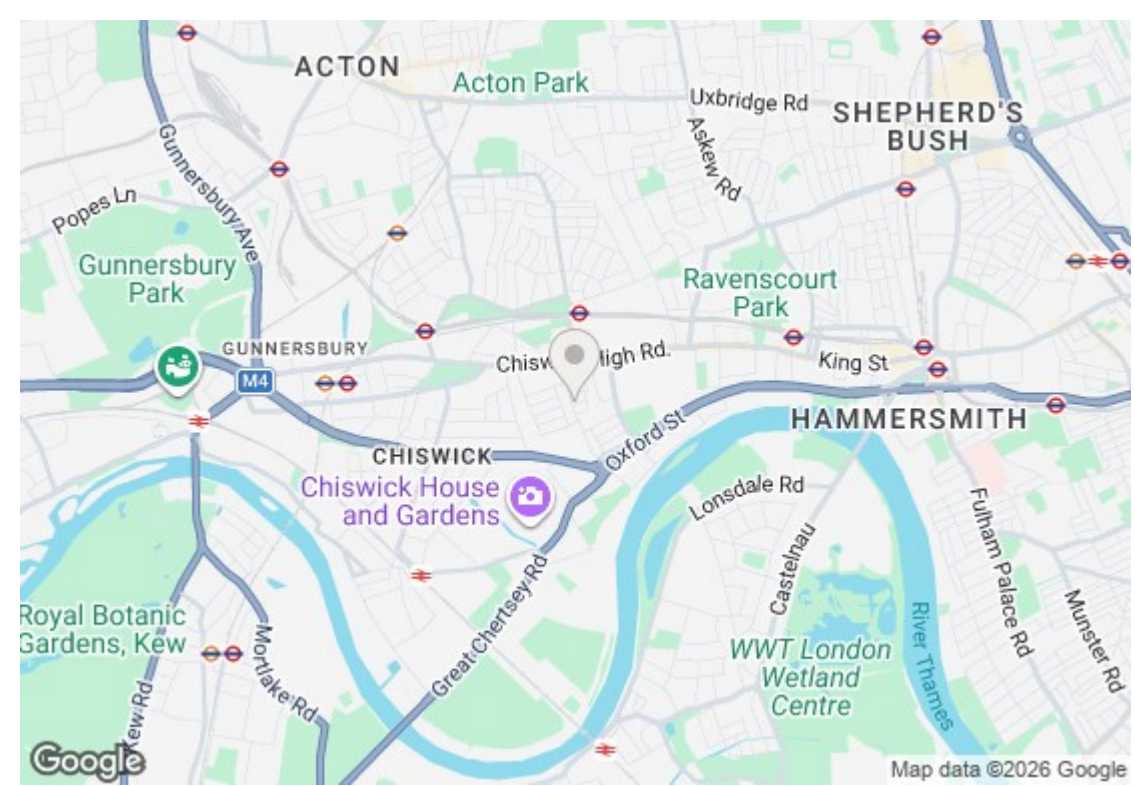 ACTON
Acton Park
Uxbridge Rd
SHEPHERD'S
BUSH
Askew Rd
Gunnersbury Ave
Popes Ln
Gunnersbury
Park
Ravenscourt
Park
GUNNERSBURY
Chisw High Rd.
King St
M4
HAMMERSMITH
Oxford St
CHISWICK
Chiswick House
and Gardens
Lonsdale Rd
Fulham Palace Rd
Castelnau
Great Chertsey Rd
Royal Botanic
Gardens, Kew
Mortlake Rd
Kew Rd
River Thames
Munster Rd
WWT London
Wetland
Centre
Google
Map data ©2026 Google